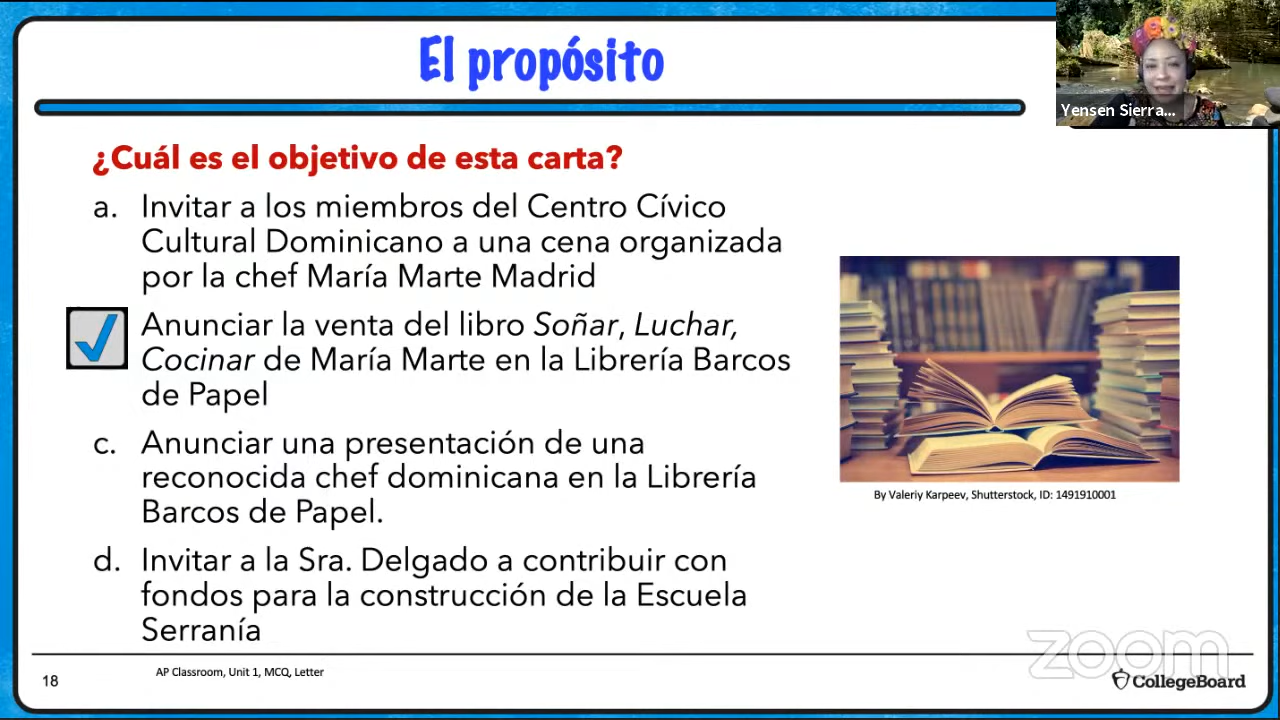 El propósito
Yensen Sierra...
¿Cuál es el objetivo de esta carta?
a. Invitar a los miembros del Centro Cívico
Cultural Dominicano a una cena organizada
por la chef María Marte Madrid
Anunciar la venta del libro Soñar, Luchar,
Cocinar de María Marte en la Librería Barcos
de Papel
c. Anunciar una presentación de una
reconocida chef dominicana en la Librería
Barcos de Papel.
d. Invitar a la Sra. Delgado a contribuir con
fondos para la construcción de la Escuela
Serranía
By Valeriy Karpeev, Shutterstock, ID: 1491910001
zoom
18
AP Classroom, Unit 1, MCQ, Letter
CollegeBoard